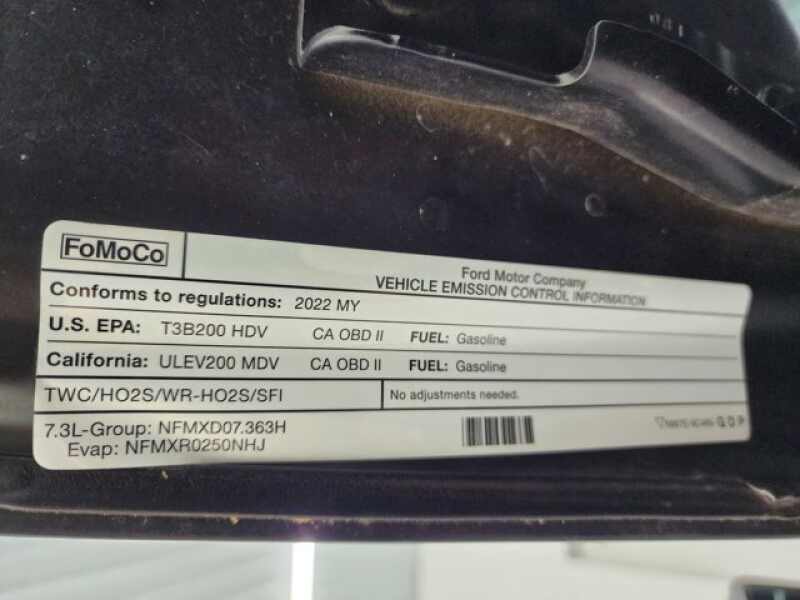 FoMoCo
Ford Motor Company
VEHICLE EMISSION CONTROL INFORMATION
Conforms to regulations: 2022 MY
U.S. EPA: T3B200 HDV CA OBD II FUEL: Gasoline
California: ULEV200 MDV CA OBD II FUEL: Gasoline
TWC/HO2S/WR-HO2S/SFI No adjustments needed.
7.3L-Group: NFMXD07.363H
Evap: NFMXR0250NHJ